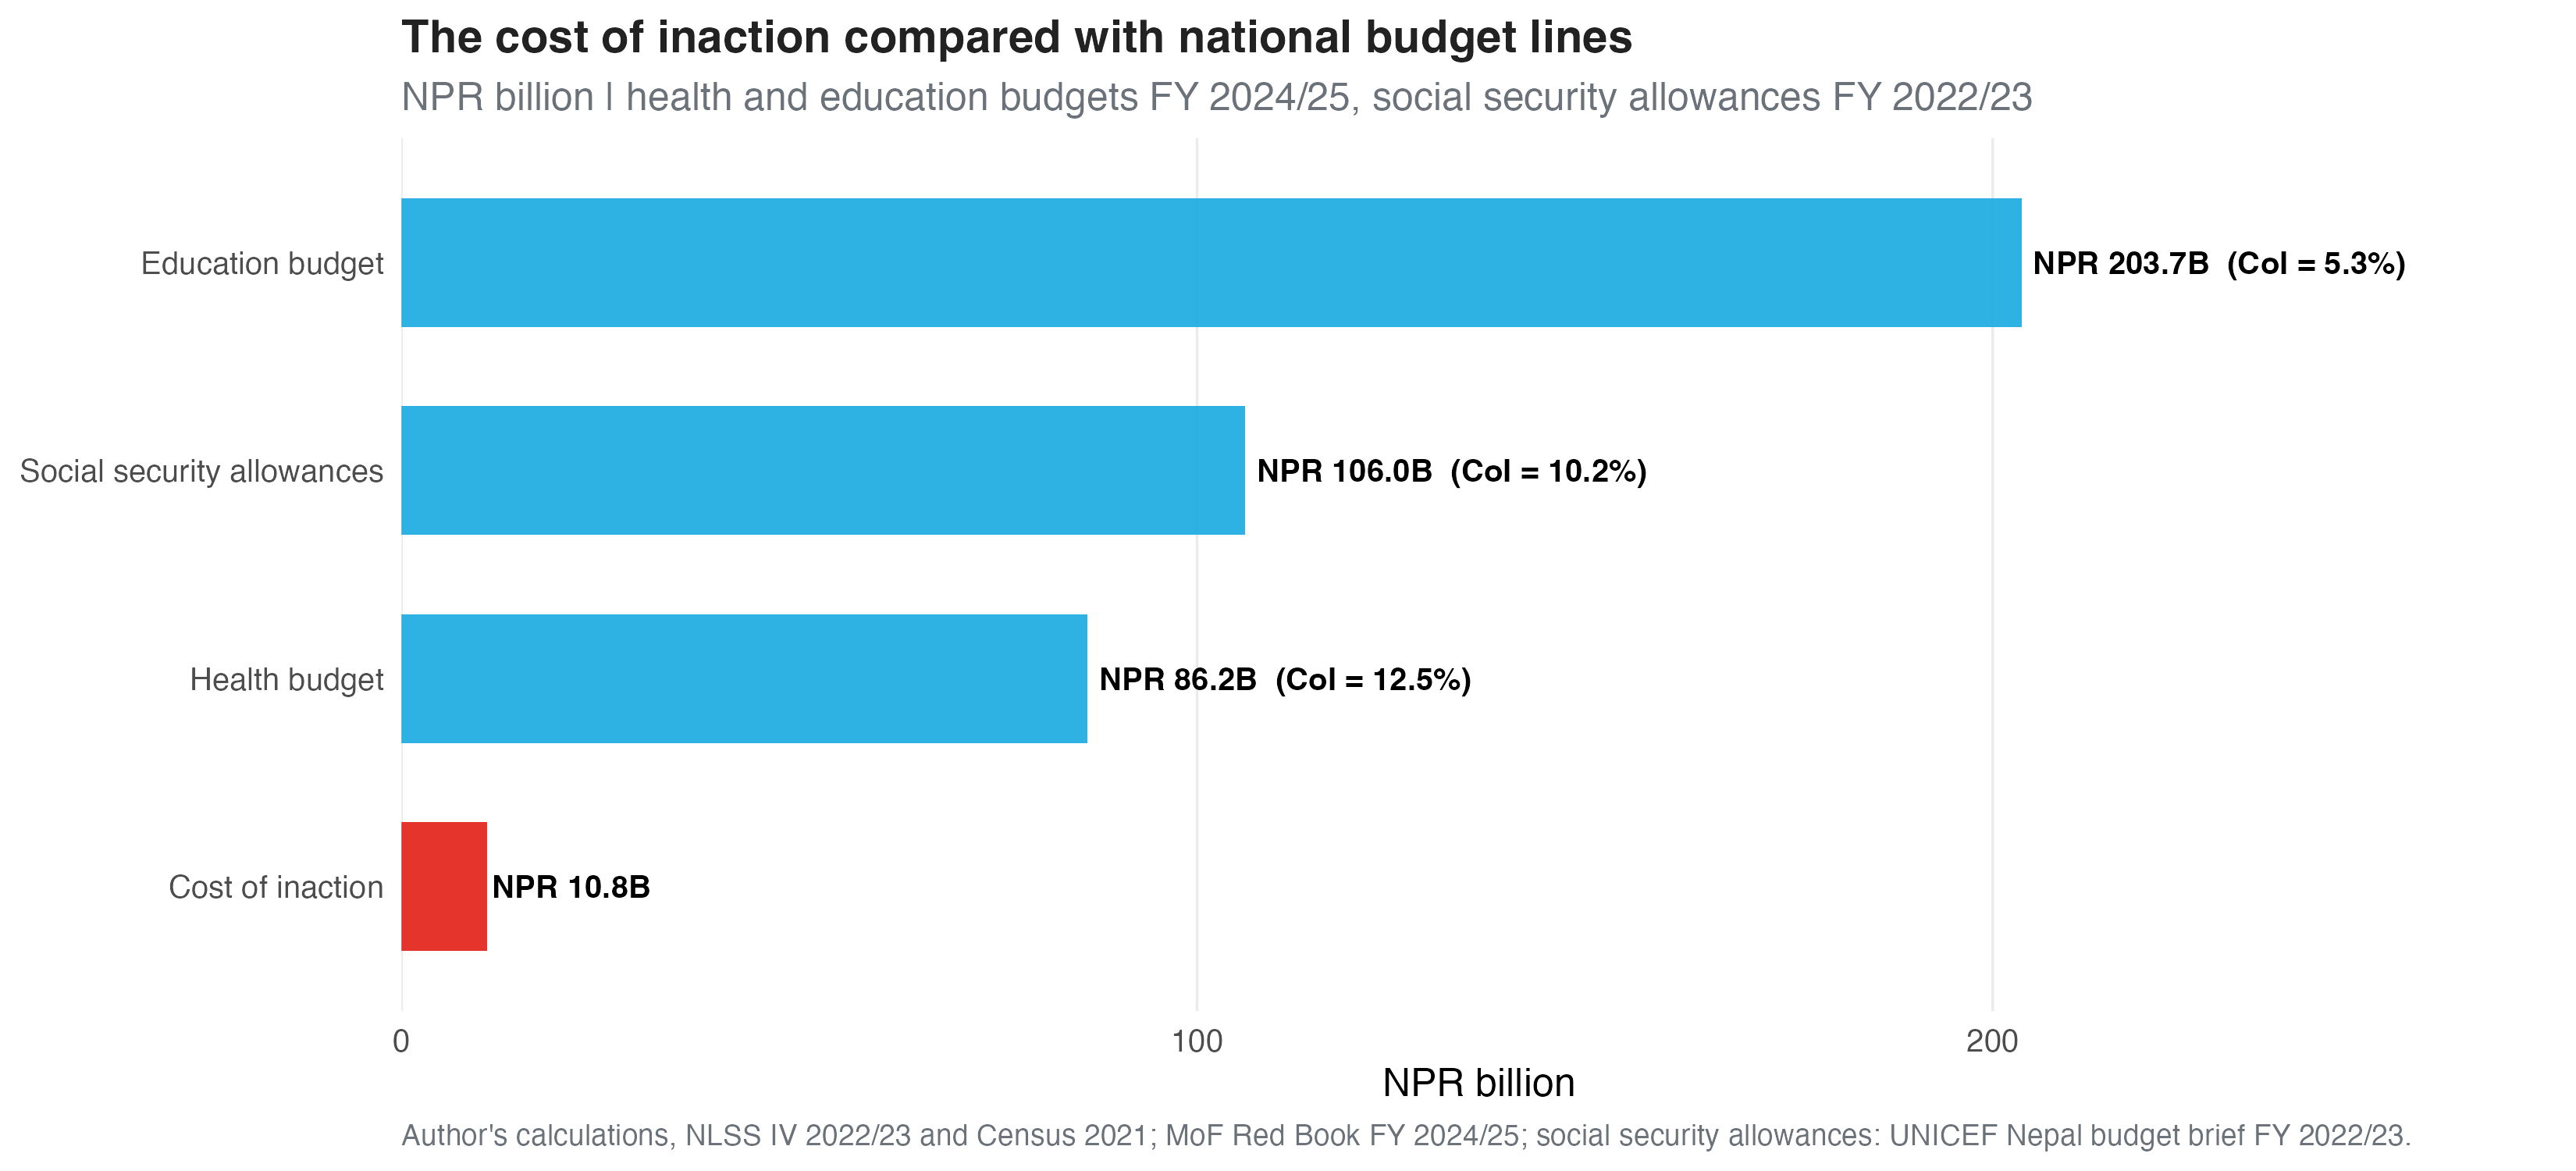 The cost of inaction compared with national budget lines
NPR billion | health and education budgets FY 2024/25, social security allowances FY 2022/23
Education budget
NPR 203.7B (CoI = 5.3%)
Social security allowances
NPR 106.0B (CoI = 10.2%)
Health budget
NPR 86.2B (CoI = 12.5%)
Cost of inaction
NPR 10.8B
0 100 200
NPR billion
Author's calculations, NLSS IV 2022/23 and Census 2021; MoF Red Book FY 2024/25; social security allowances: UNICEF Nepal budget brief FY 2022/23.